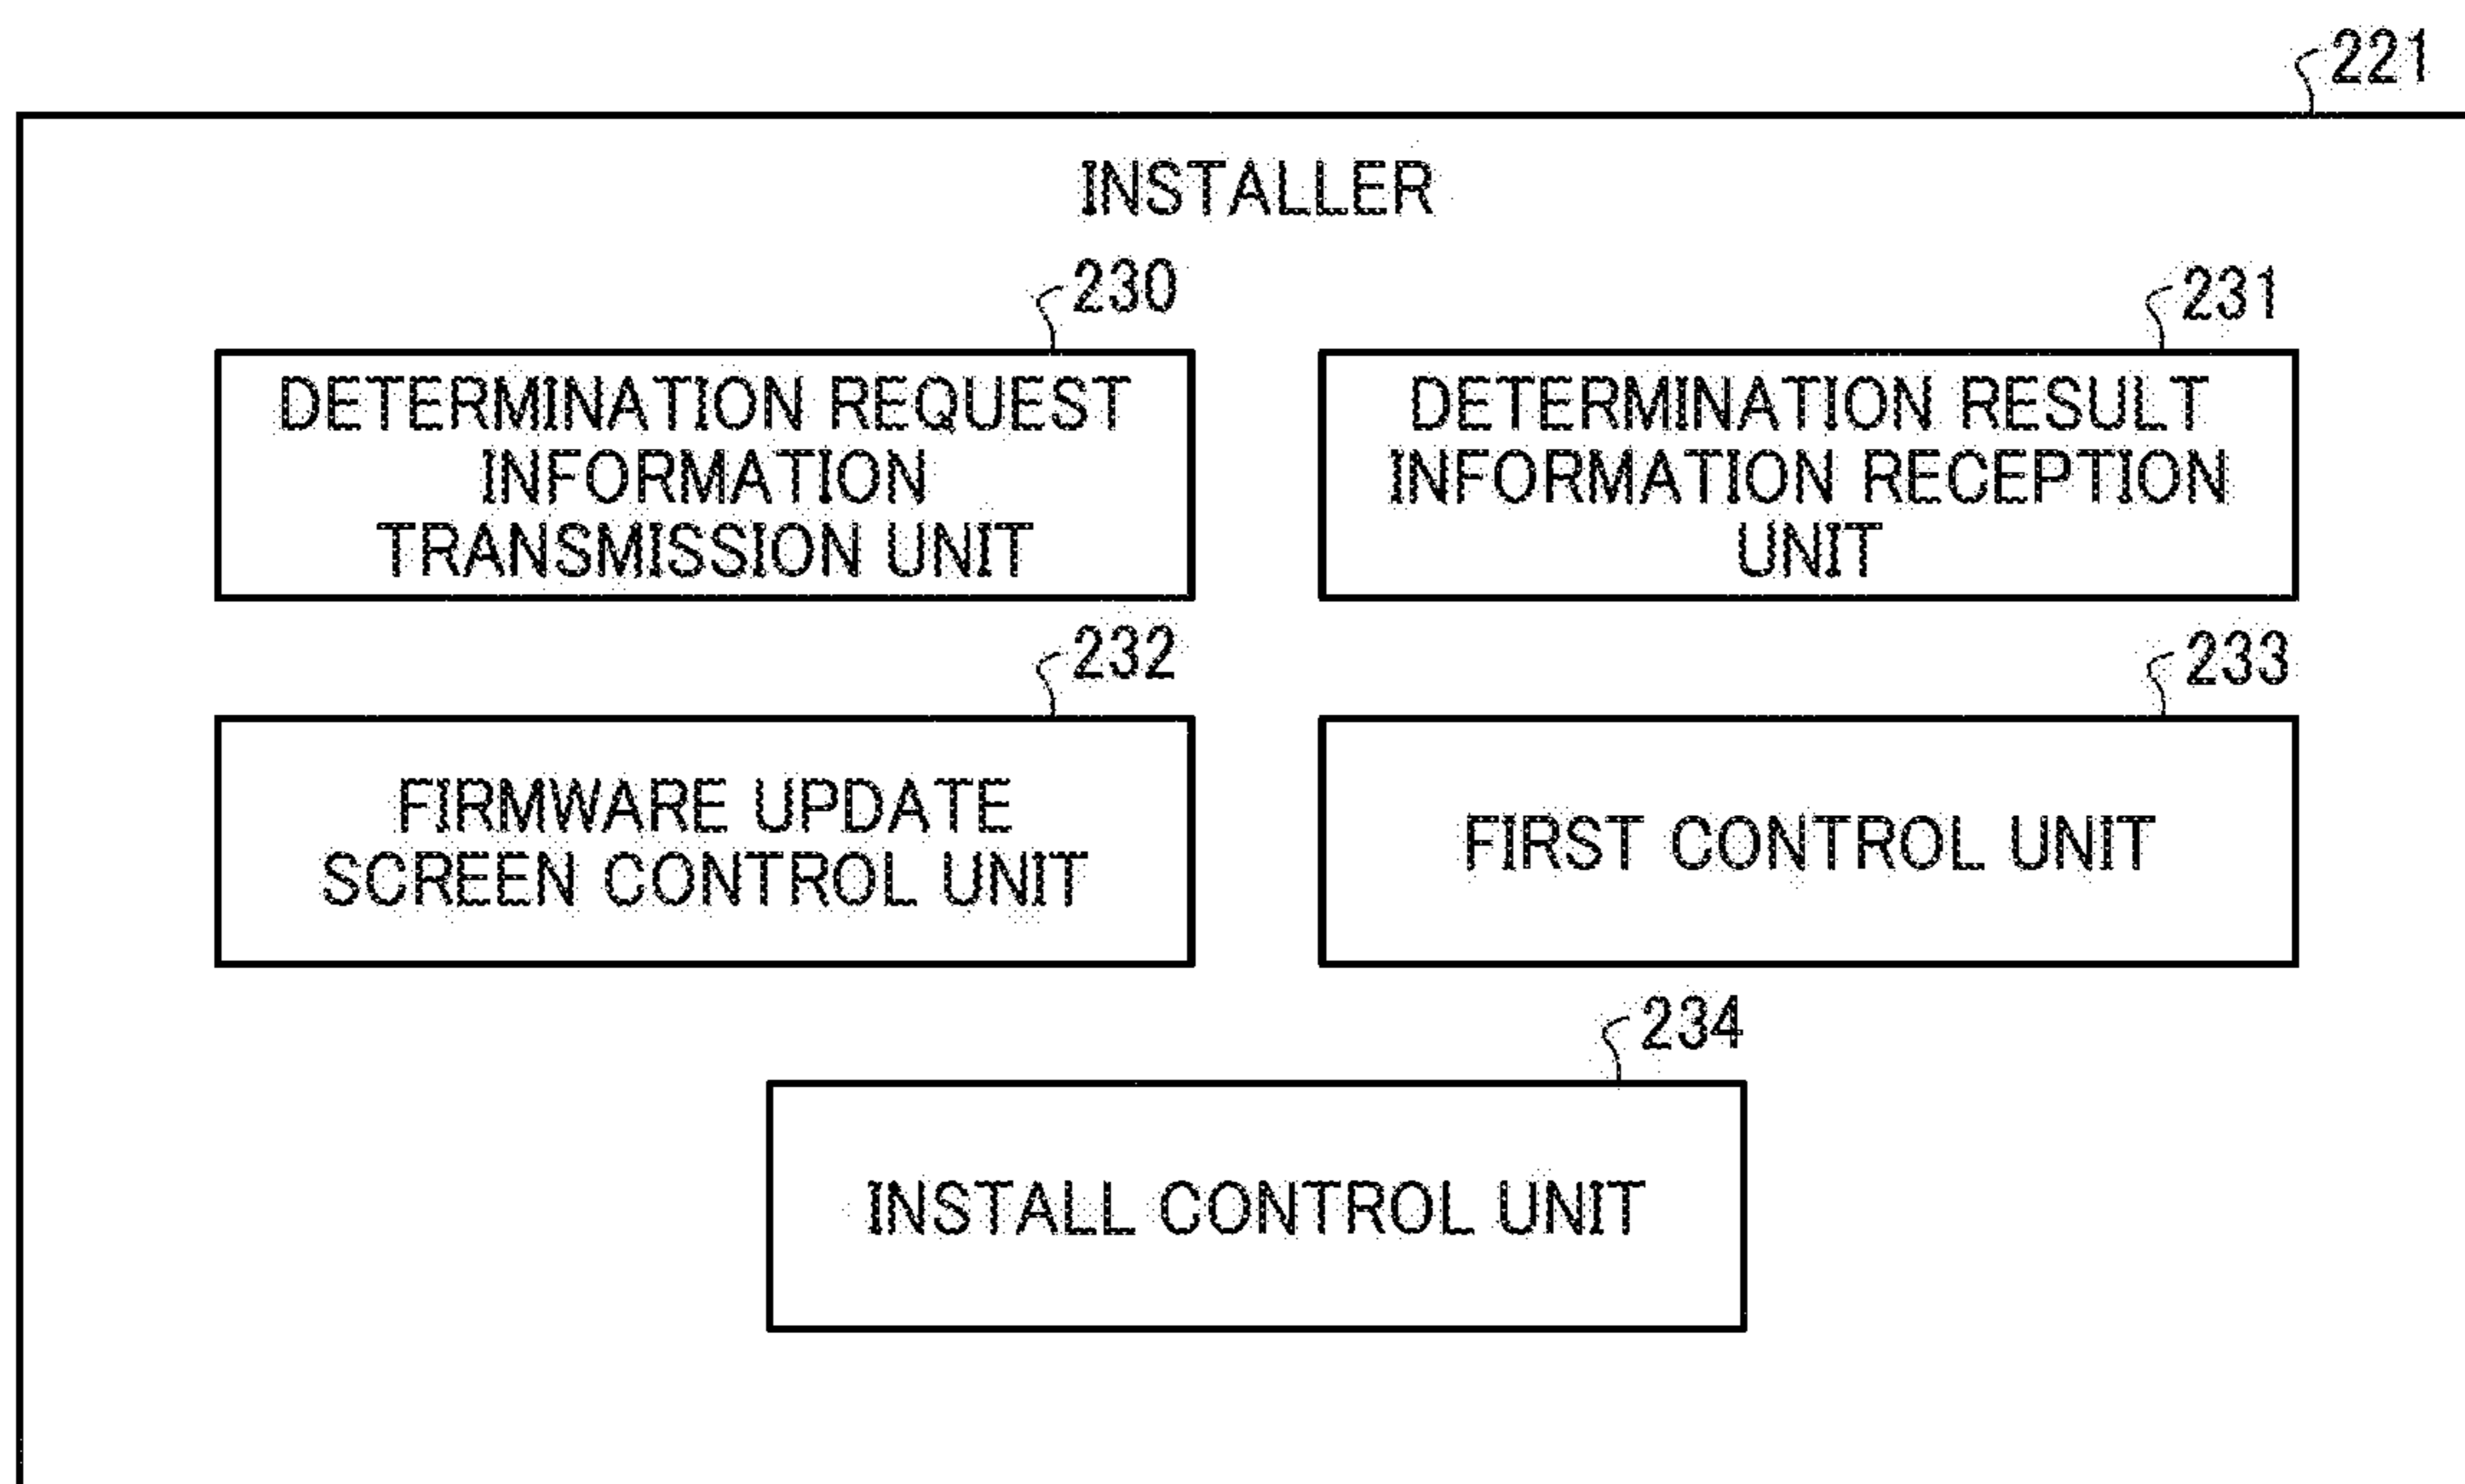 221
INSTALLER
230
231
DETERMINATION REQUEST
INFORMATION
TRANSMISSION UNIT
DETERMINATION RESULT
INFORMATION RECEPTION
UNIT
232
233
FIRMWARE UPDATE
SCREEN CONTROL UNIT
FIRST CONTROL UNIT
234
INSTALL CONTROL UNIT